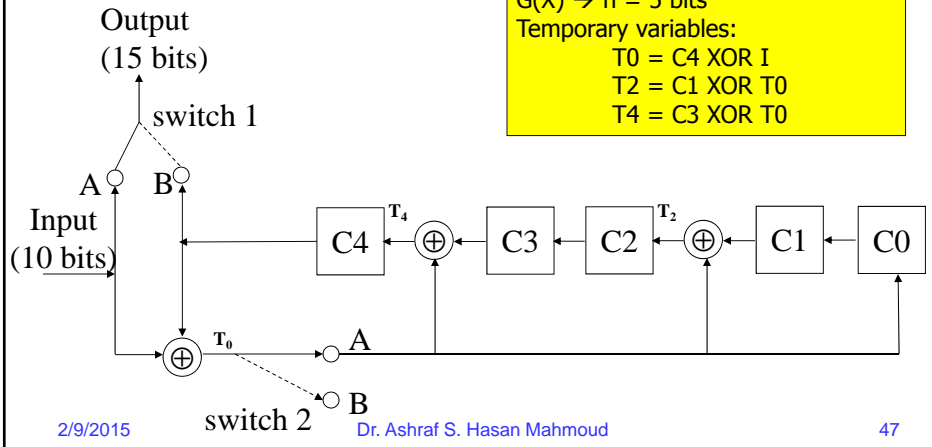 G(X) → n = 5 bits
Temporary variables:
T0 = C4 XOR I
T2 = C1 XOR T0
T4 = C3 XOR T0
Output
(15 bits)
switch 1
A
B
Input
(10 bits)
C4
T4
⊕
C3
C2
T2
⊕
C1
C0
⊕
T0
A
B
switch 2
2/9/2015
Dr. Ashraf S. Hasan Mahmoud
47